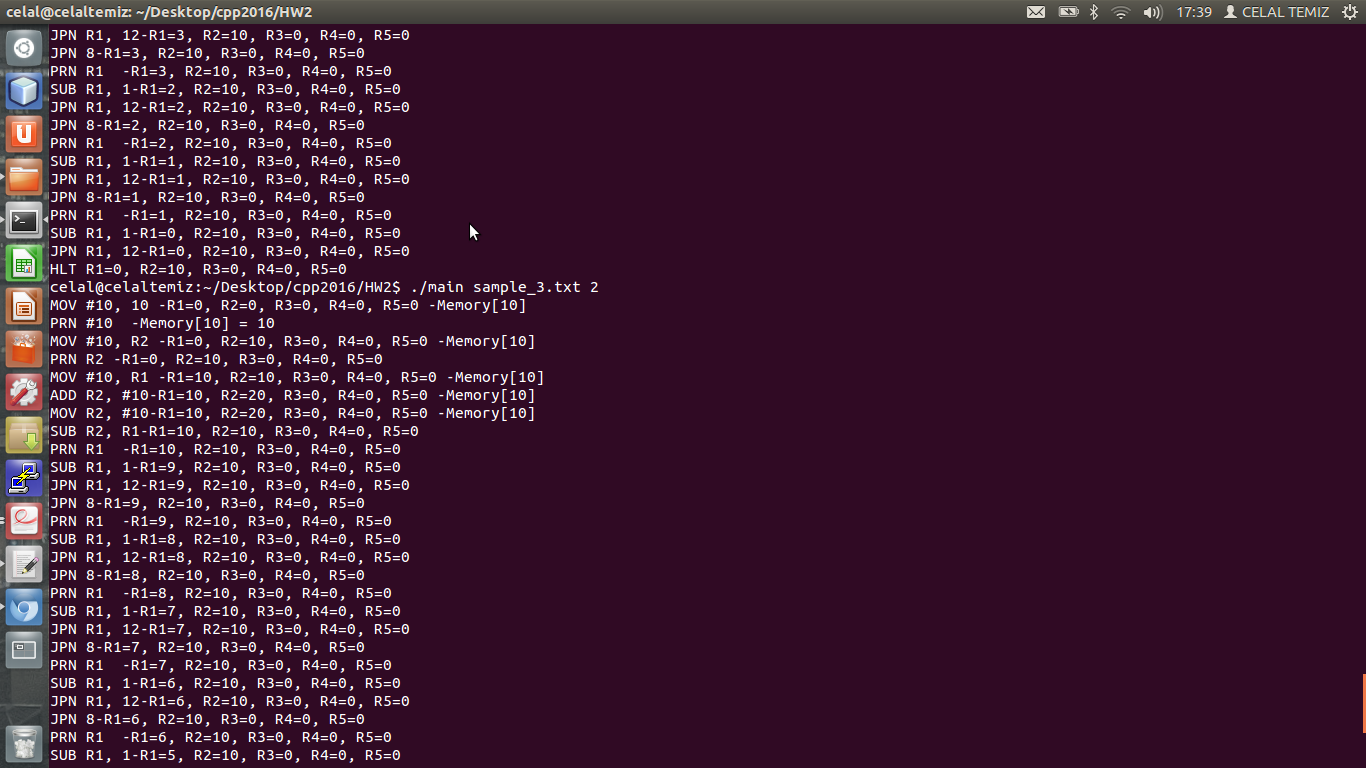 celal@celaltemiz: ~/Desktop/cpp2016/HW2 17:39 CELAL TEMIZ
JPN R1, 12-R1=3, R2=10, R3=0, R4=0, R5=0
JPN 8-R1=3, R2=10, R3=0, R4=0, R5=0
PRN R1  -R1=3, R2=10, R3=0, R4=0, R5=0
SUB R1, 1-R1=2, R2=10, R3=0, R4=0, R5=0
JPN R1, 12-R1=2, R2=10, R3=0, R4=0, R5=0
JPN 8-R1=2, R2=10, R3=0, R4=0, R5=0
PRN R1  -R1=2, R2=10, R3=0, R4=0, R5=0
SUB R1, 1-R1=1, R2=10, R3=0, R4=0, R5=0
JPN R1, 12-R1=1, R2=10, R3=0, R4=0, R5=0
JPN 8-R1=1, R2=10, R3=0, R4=0, R5=0
PRN R1  -R1=1, R2=10, R3=0, R4=0, R5=0
SUB R1, 1-R1=0, R2=10, R3=0, R4=0, R5=0
JPN R1, 12-R1=0, R2=10, R3=0, R4=0, R5=0
HLT R1=0, R2=10, R3=0, R4=0, R5=0
celal@celaltemiz:~/Desktop/cpp2016/HW2$ ./main sample_3.txt 2
MOV #10, 10 -R1=0, R2=0, R3=0, R4=0, R5=0 -Memory[10]
PRN #10  -Memory[10] = 10
MOV #10, R2 -R1=0, R2=10, R3=0, R4=0, R5=0 -Memory[10]
PRN R2 -R1=0, R2=10, R3=0, R4=0, R5=0
MOV #10, R1 -R1=10, R2=10, R3=0, R4=0, R5=0 -Memory[10]
ADD R2, #10-R1=10, R2=20, R3=0, R4=0, R5=0 -Memory[10]
MOV R2, #10-R1=10, R2=20, R3=0, R4=0, R5=0 -Memory[10]
SUB R2, R1-R1=10, R2=10, R3=0, R4=0, R5=0
PRN R1  -R1=10, R2=10, R3=0, R4=0, R5=0
SUB R1, 1-R1=9, R2=10, R3=0, R4=0, R5=0
JPN R1, 12-R1=9, R2=10, R3=0, R4=0, R5=0
JPN 8-R1=9, R2=10, R3=0, R4=0, R5=0
PRN R1  -R1=9, R2=10, R3=0, R4=0, R5=0
SUB R1, 1-R1=8, R2=10, R3=0, R4=0, R5=0
JPN R1, 12-R1=8, R2=10, R3=0, R4=0, R5=0
JPN 8-R1=8, R2=10, R3=0, R4=0, R5=0
PRN R1  -R1=8, R2=10, R3=0, R4=0, R5=0
SUB R1, 1-R1=7, R2=10, R3=0, R4=0, R5=0
JPN R1, 12-R1=7, R2=10, R3=0, R4=0, R5=0
JPN 8-R1=7, R2=10, R3=0, R4=0, R5=0
PRN R1  -R1=7, R2=10, R3=0, R4=0, R5=0
SUB R1, 1-R1=6, R2=10, R3=0, R4=0, R5=0
JPN R1, 12-R1=6, R2=10, R3=0, R4=0, R5=0
JPN 8-R1=6, R2=10, R3=0, R4=0, R5=0
PRN R1  -R1=6, R2=10, R3=0, R4=0, R5=0
SUB R1, 1-R1=5, R2=10, R3=0, R4=0, R5=0